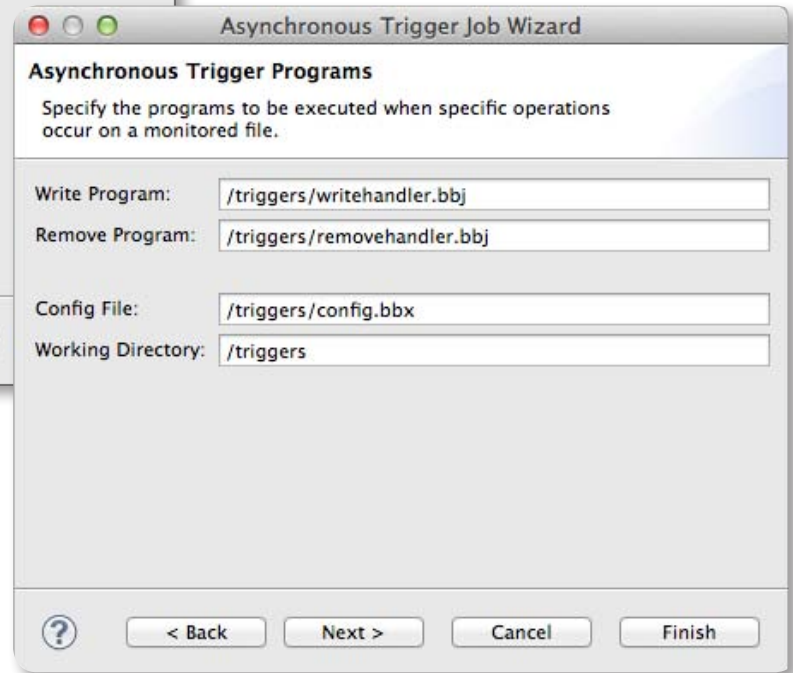 Asynchronous Trigger Job Wizard
Asynchronous Trigger Programs
Specify the programs to be executed when specific operations
occur on a monitored file.
Write Program: /triggers/writehandler.bbj
Remove Program: /triggers/removehandler.bbj
Config File: /triggers/config.bbx
Working Directory: /triggers
? < Back Next > Cancel Finish